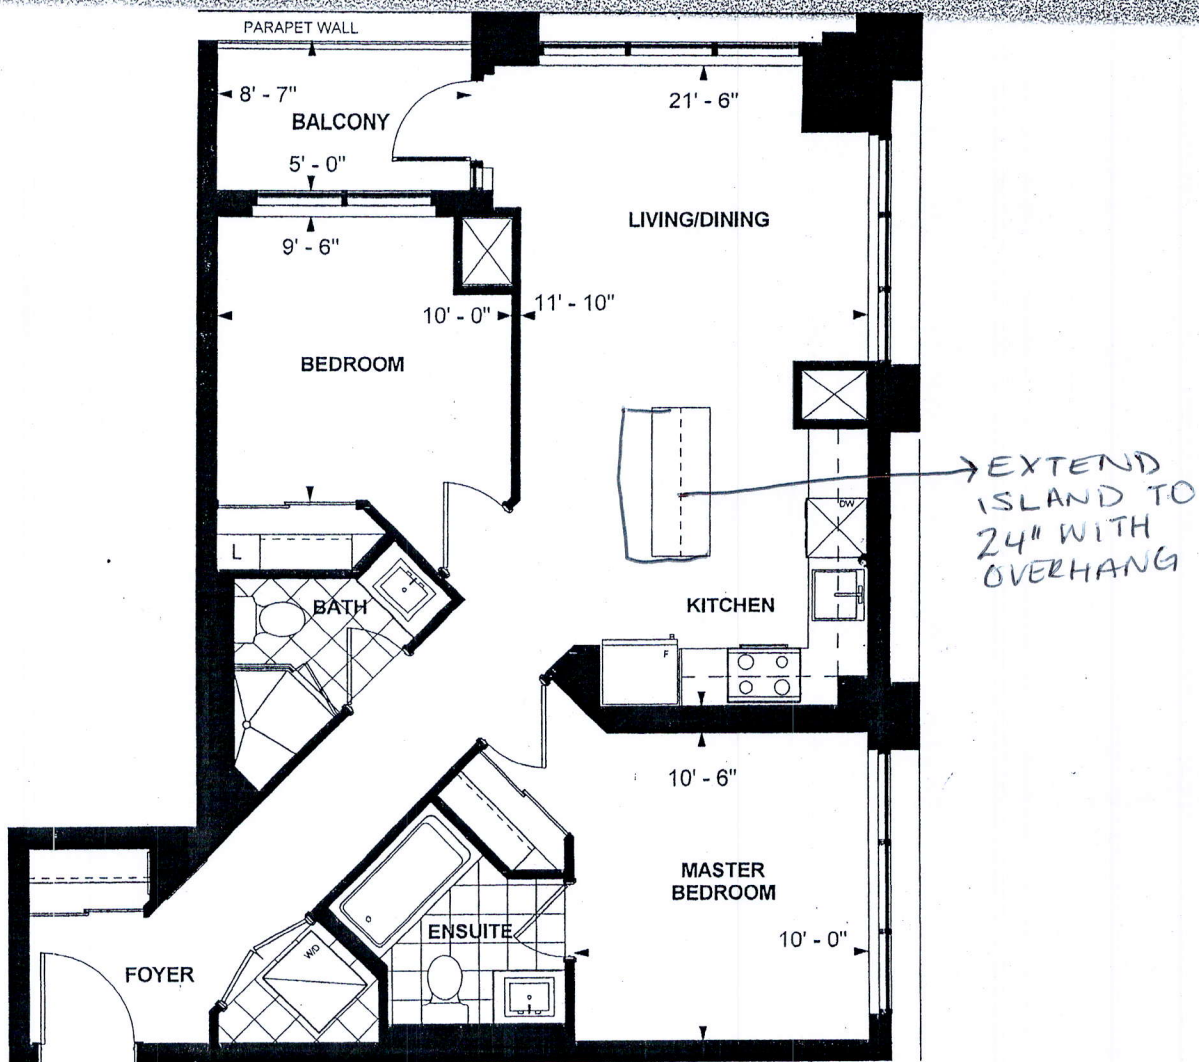 PARAPET WALL
8' - 7"
BALCONY
5' - 0"
21' - 6"
LIVING/DINING
9' - 6"
10' - 0"
11' - 10"
BEDROOM
EXTEND
ISLAND TO
24" WITH
OVERHANG
DW
L
BATH
KITCHEN
F
10' - 6"
MASTER
BEDROOM
ENSUITE
10' - 0"
W/D
FOYER